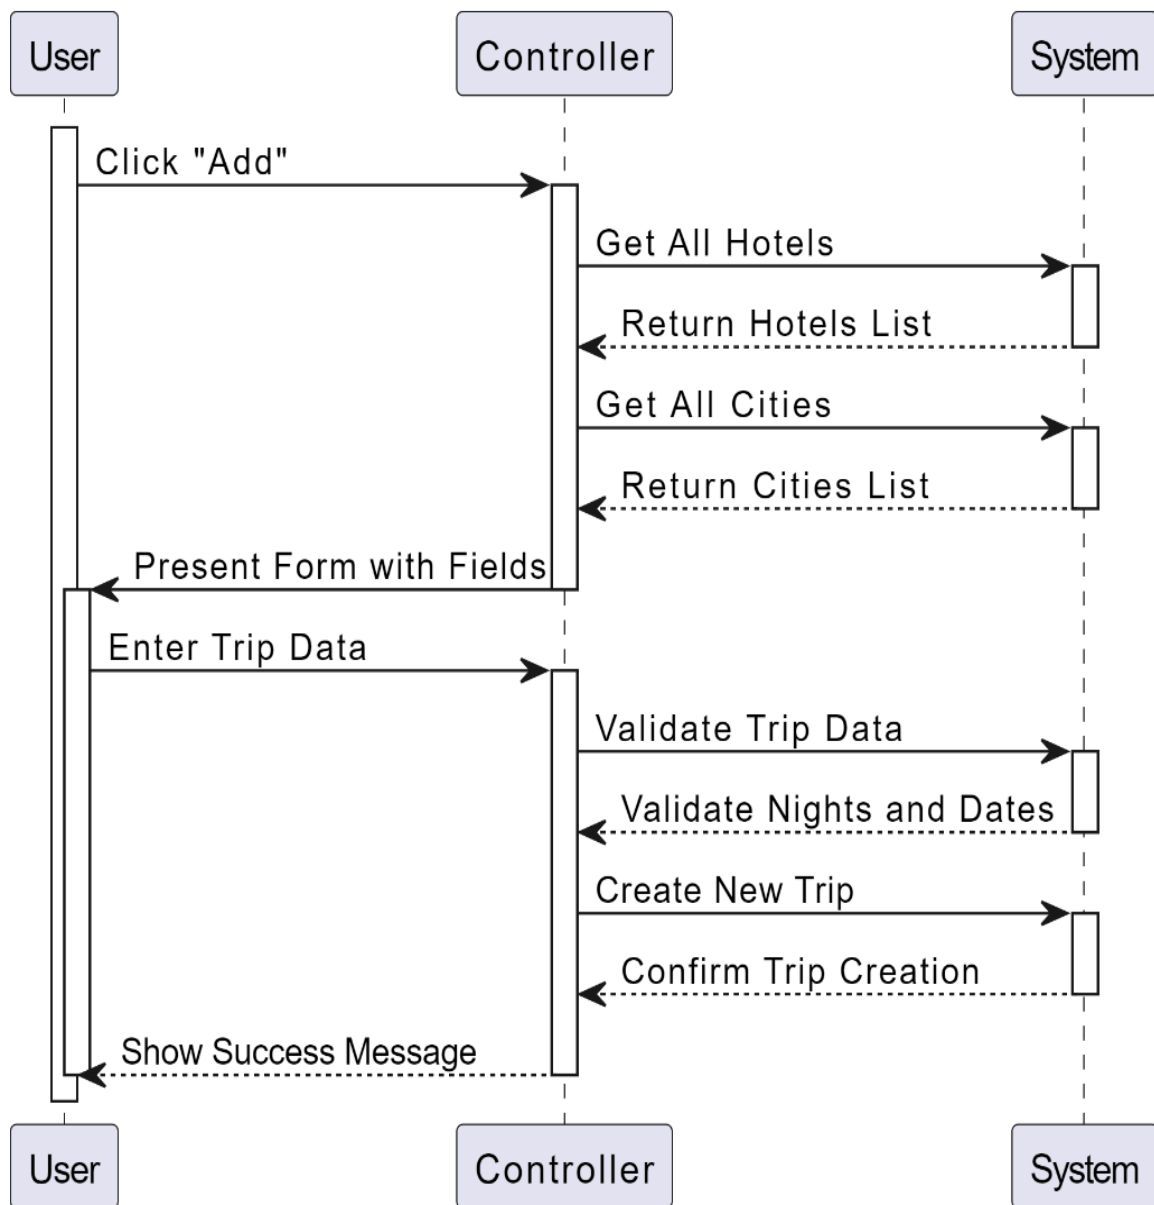 User
Controller
System
Click "Add"
Get All Hotels
Return Hotels List
Get All Cities
Return Cities List
Present Form with Fields
Enter Trip Data
Validate Trip Data
Validate Nights and Dates
Create New Trip
Confirm Trip Creation
Show Success Message
User
Controller
System